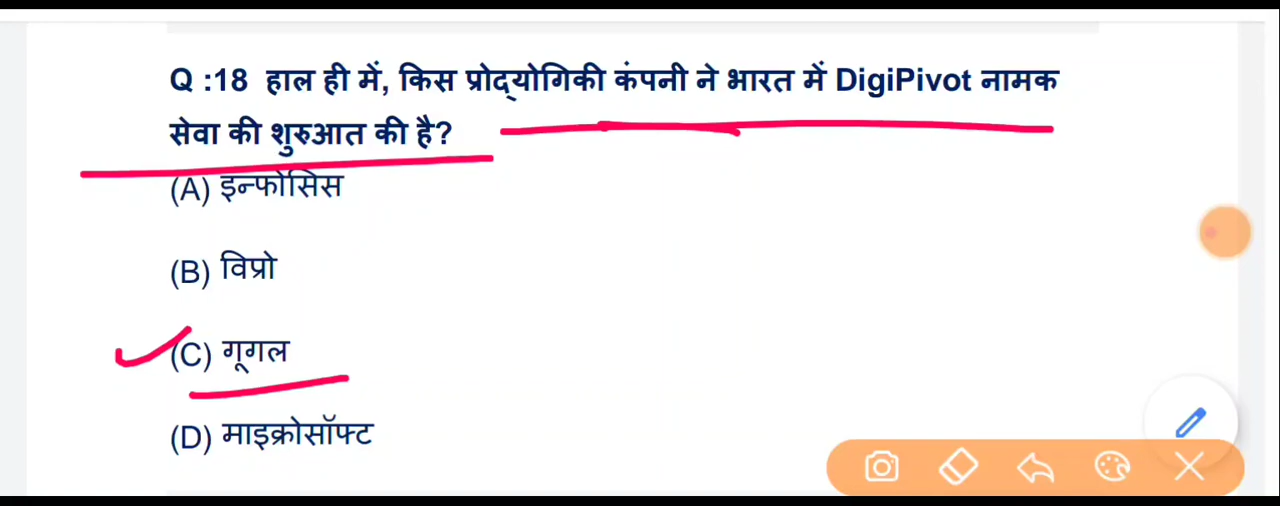 Q :18 हाल ही में, किस प्रोद्योगिकी कंपनी ने भारत में DigiPivot नामक
सेवा की शुरुआत की है?
(A) इन्फोसिस
(B) विप्रो
(C) गूगल
(D) माइक्रोसॉफ्ट